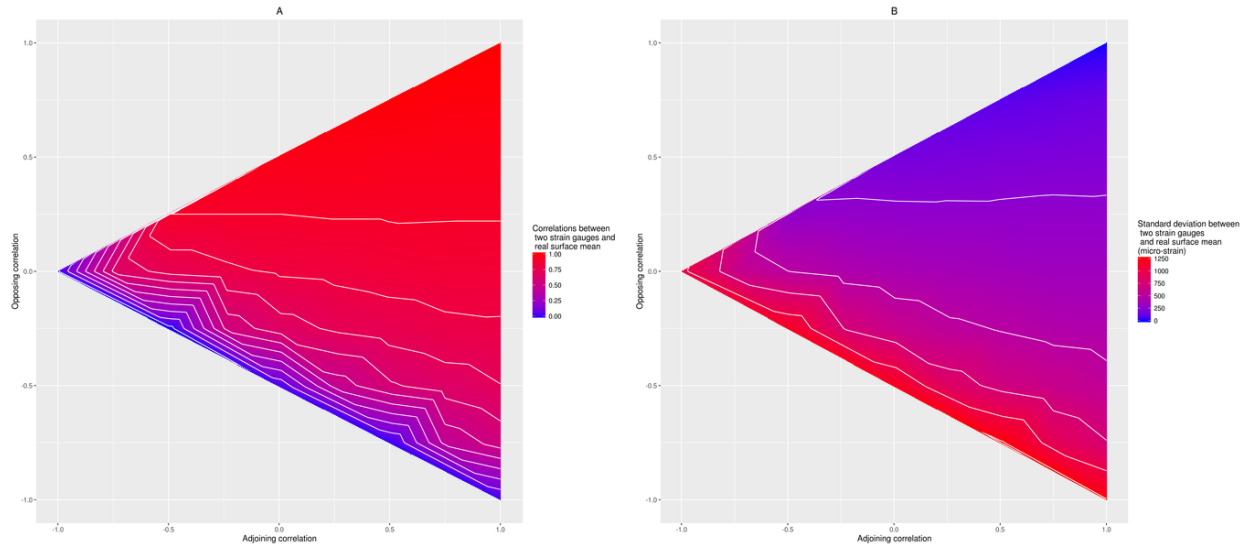 A
1.0
0.5
0.0
-0.5
-1.0
Opposing correlation
-1.0
-0.5
0.0
0.5
1.0
Adjoining correlation
Correlations between
two strain gauges and
real surface mean
1.00
0.75
0.50
0.25
0.00
B
1.0
0.5
0.0
-0.5
-1.0
Opposing correlation
-1.0
-0.5
0.0
0.5
1.0
Adjoining correlation
Standard deviation between
two strain gauges
and real surface mean
(micro-strain)
1250
1000
750
500
250
0